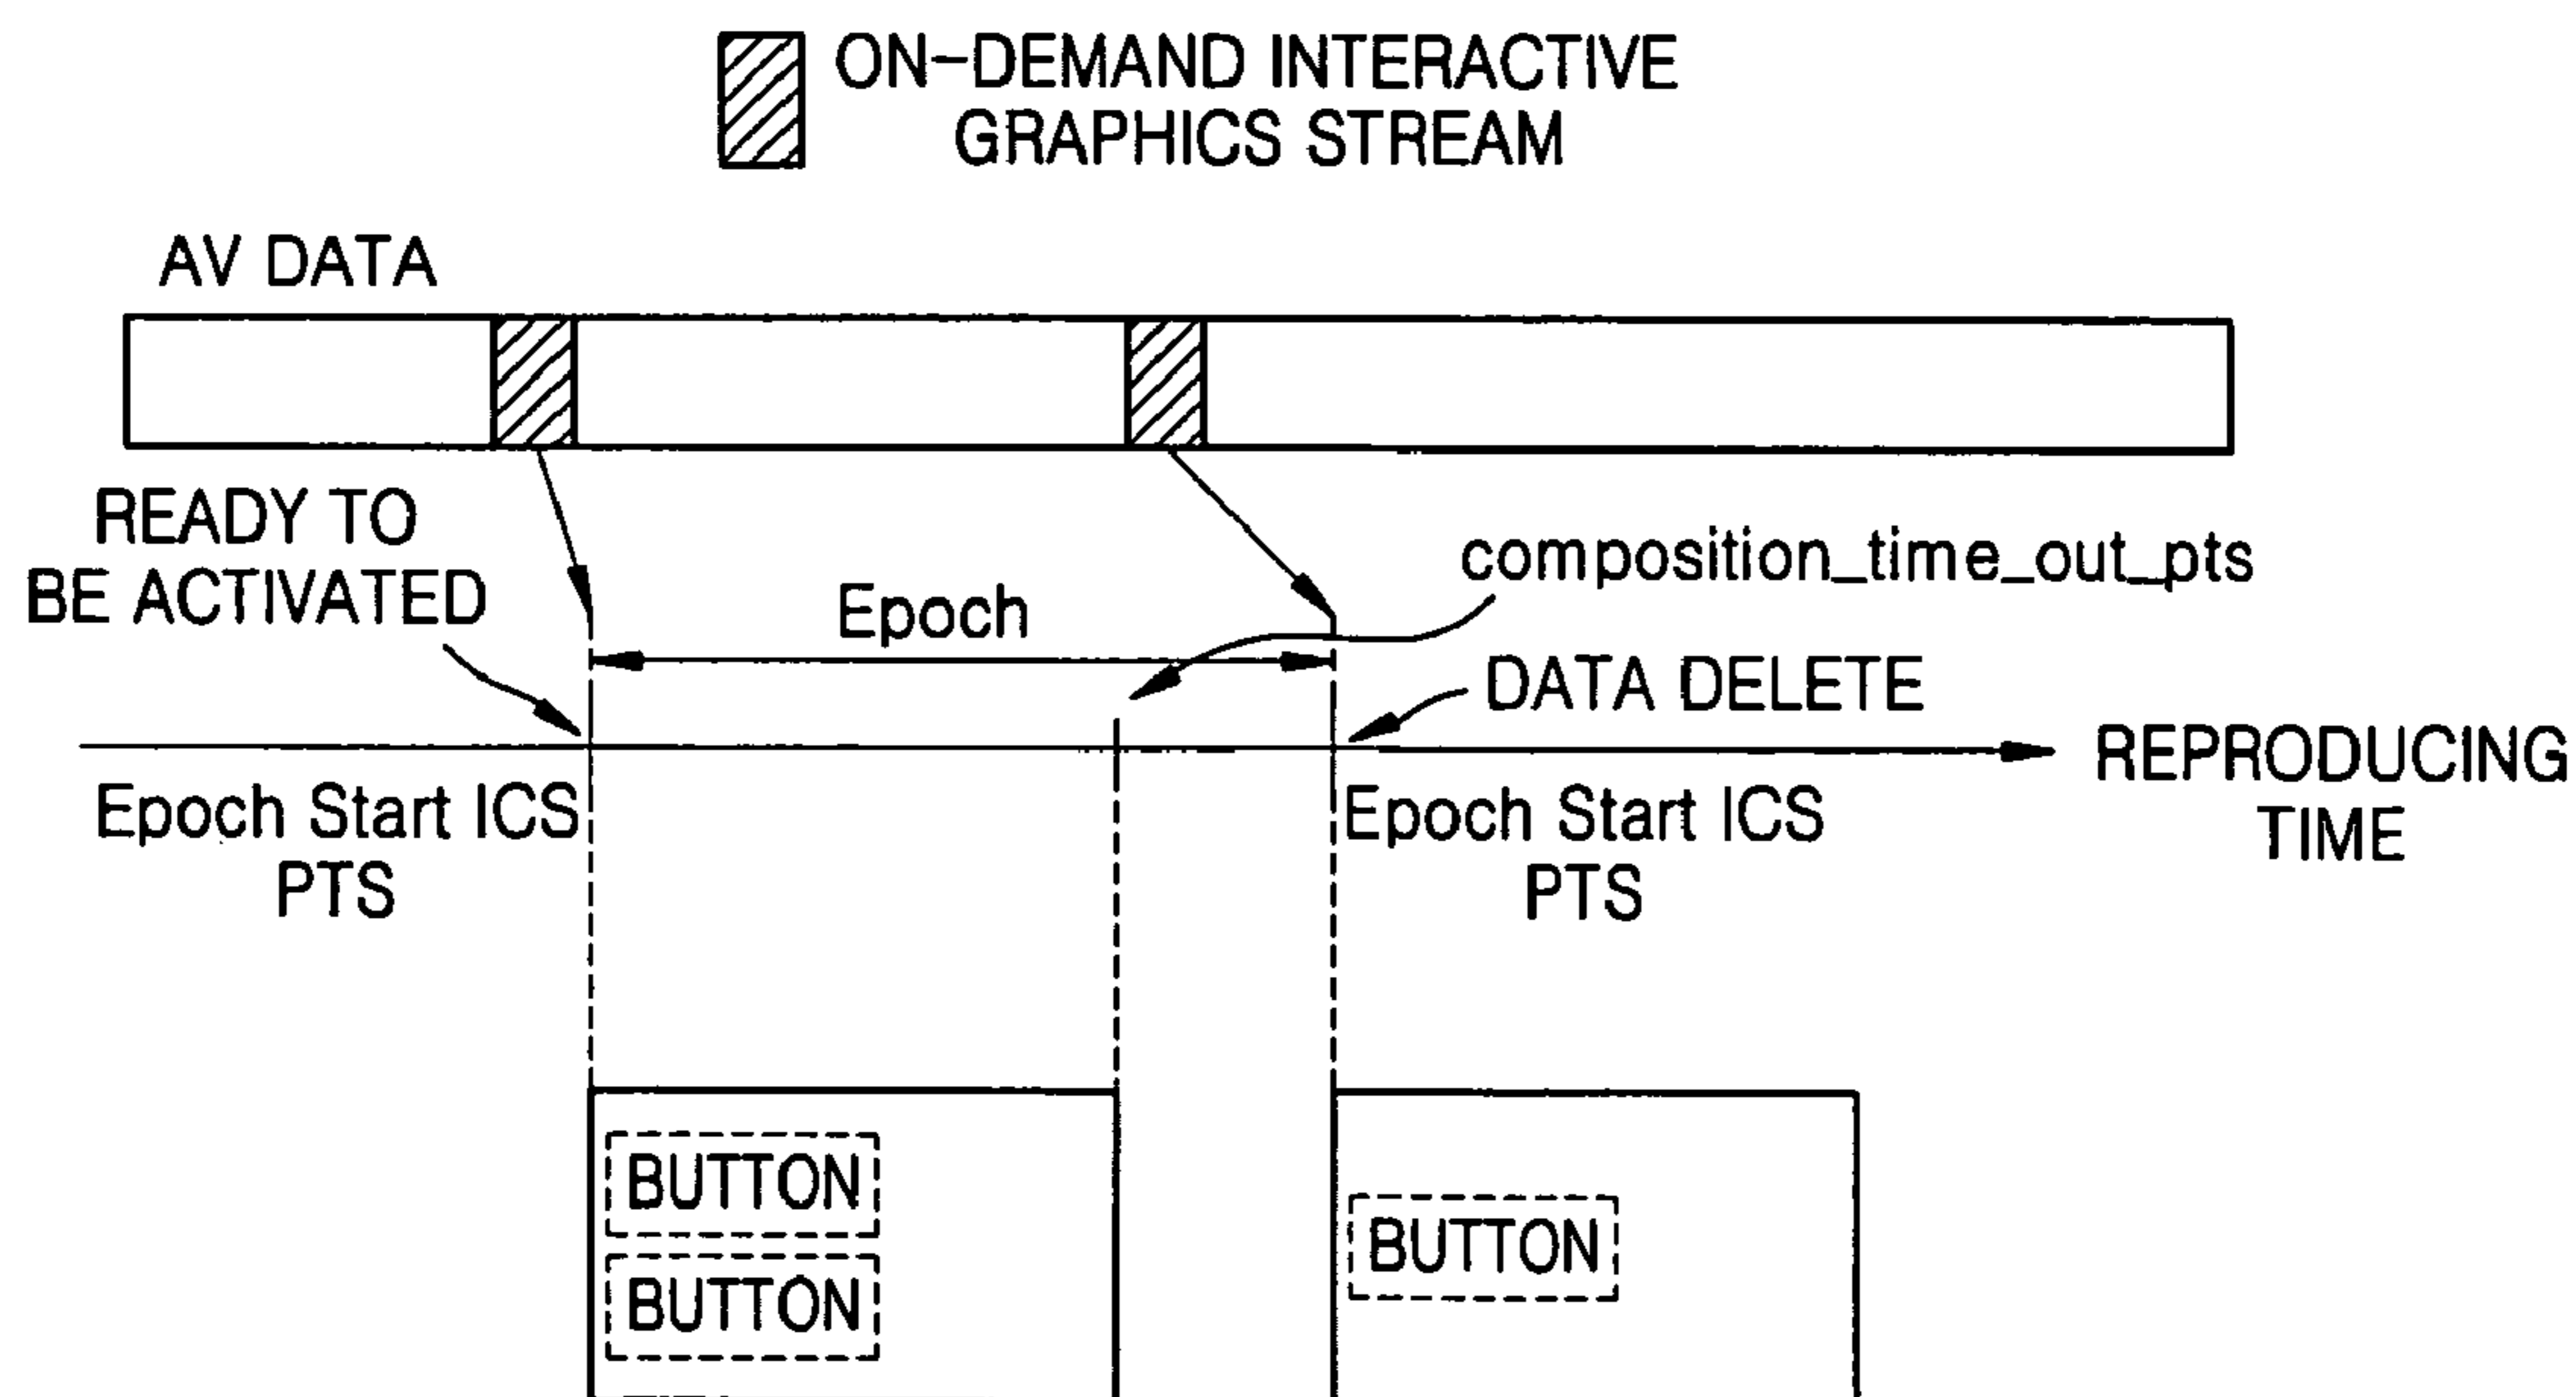 ON-DEMAND INTERACTIVE
GRAPHICS STREAM
AV DATA
READY TO
BE ACTIVATED
composition_time_out_pts
Epoch
DATA DELETE
REPRODUCING
TIME
Epoch Start ICS
PTS
Epoch Start ICS
PTS
BUTTON
BUTTON
BUTTON